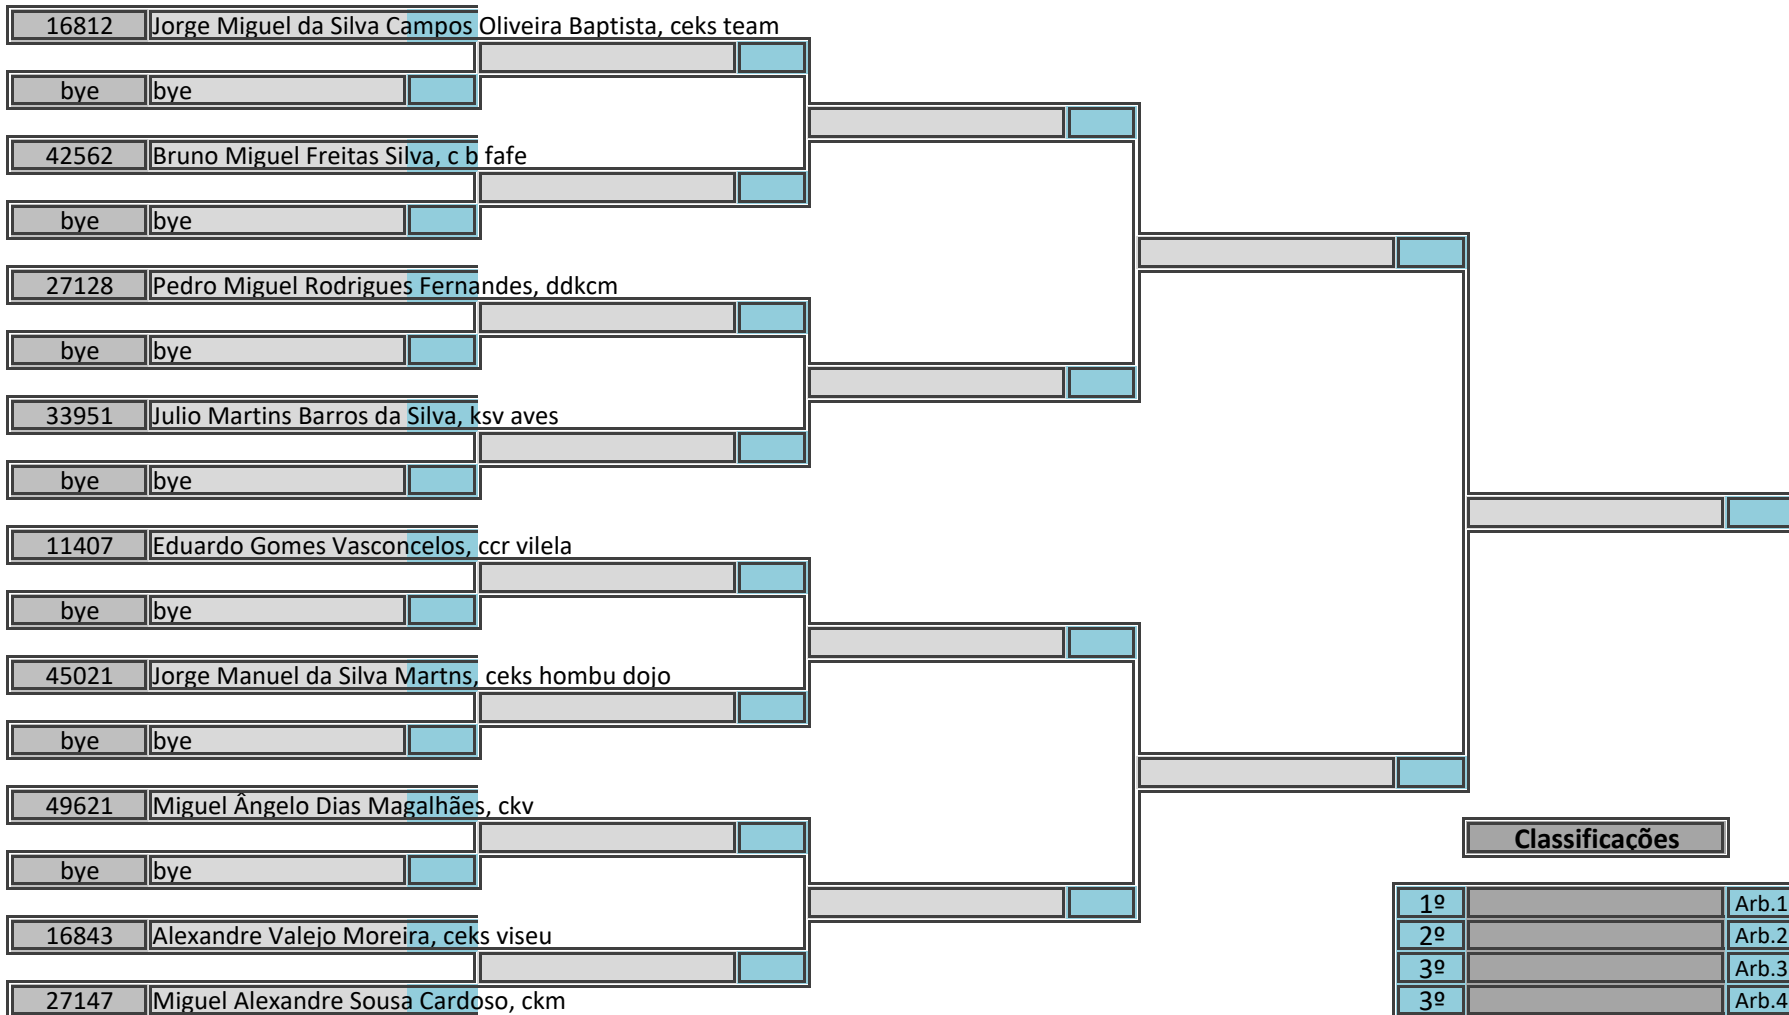 16812 Jorge Miguel da Silva Campos Oliveira Baptista, ceks team
bye bye
42562 Bruno Miguel Freitas Silva, c b fafe
bye bye
27128 Pedro Miguel Rodrigues Fernandes, ddkcm
bye bye
33951 Julio Martins Barros da Silva, ksv aves
bye bye
11407 Eduardo Gomes Vasconcelos, ccr vilela
bye bye
45021 Jorge Manuel da Silva Martns, ceks hombu dojo
bye bye
49621 Miguel Ângelo Dias Magalhães, ckv
bye bye
16843 Alexandre Valejo Moreira, ceks viseu
27147 Miguel Alexandre Sousa Cardoso, ckm
Classificações
1º Arb.1
2º Arb.2
3º Arb.3
3º Arb.4